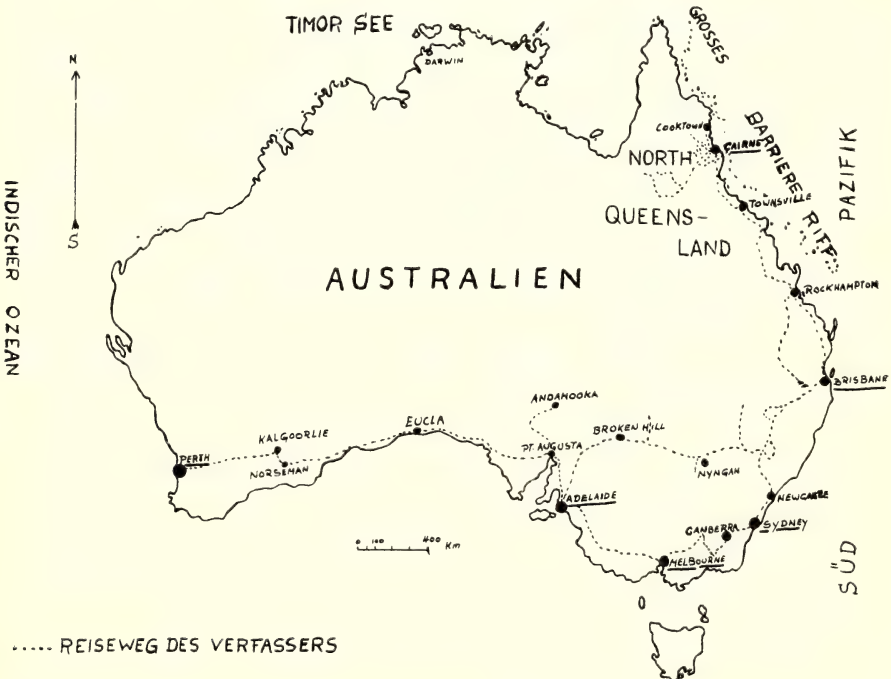 TIMOR SEE
GROSSES
BARRIERE RIFF
N
S
DARWIN
COOKTOWN
CAIRNE
NORTH
QUEENS-
LAND
TOWNSVILLE
PAZIFIK
INDISCHER OZEAN
AUSTRALIEN
ROCKHAMPTON
BRISBANE
ANDAMOOKA
EUCLA
BROKEN HILL
KALGOORLIE
PERTH
NORSEMAN
PT. AUGUSTA
NYNGAN
NEWCASTLE
ADELAIDE
CANBERRA
SYDNEY
0 100 400 Km
MELBOURNE
SÜD
..... REISEWEG DES VERFASSERS